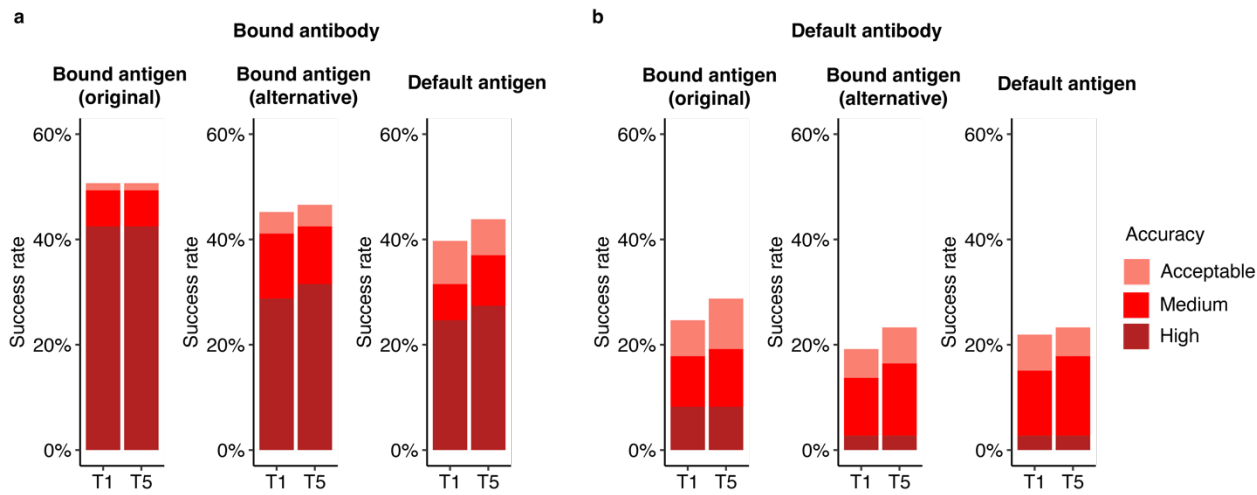 a
Bound antibody
Bound antigen
(original)
60%
40%
20%
0%
Success rate
T1 T5
Bound antigen
(alternative)
60%
40%
20%
0%
Success rate
T1 T5
Default antigen
60%
40%
20%
0%
Success rate
T1 T5
b
Default antibody
Bound antigen
(original)
60%
40%
20%
0%
Success rate
T1 T5
Bound antigen
(alternative)
60%
40%
20%
0%
Success rate
T1 T5
Default antigen
60%
40%
20%
0%
Success rate
T1 T5
Accuracy
Acceptable
Medium
High